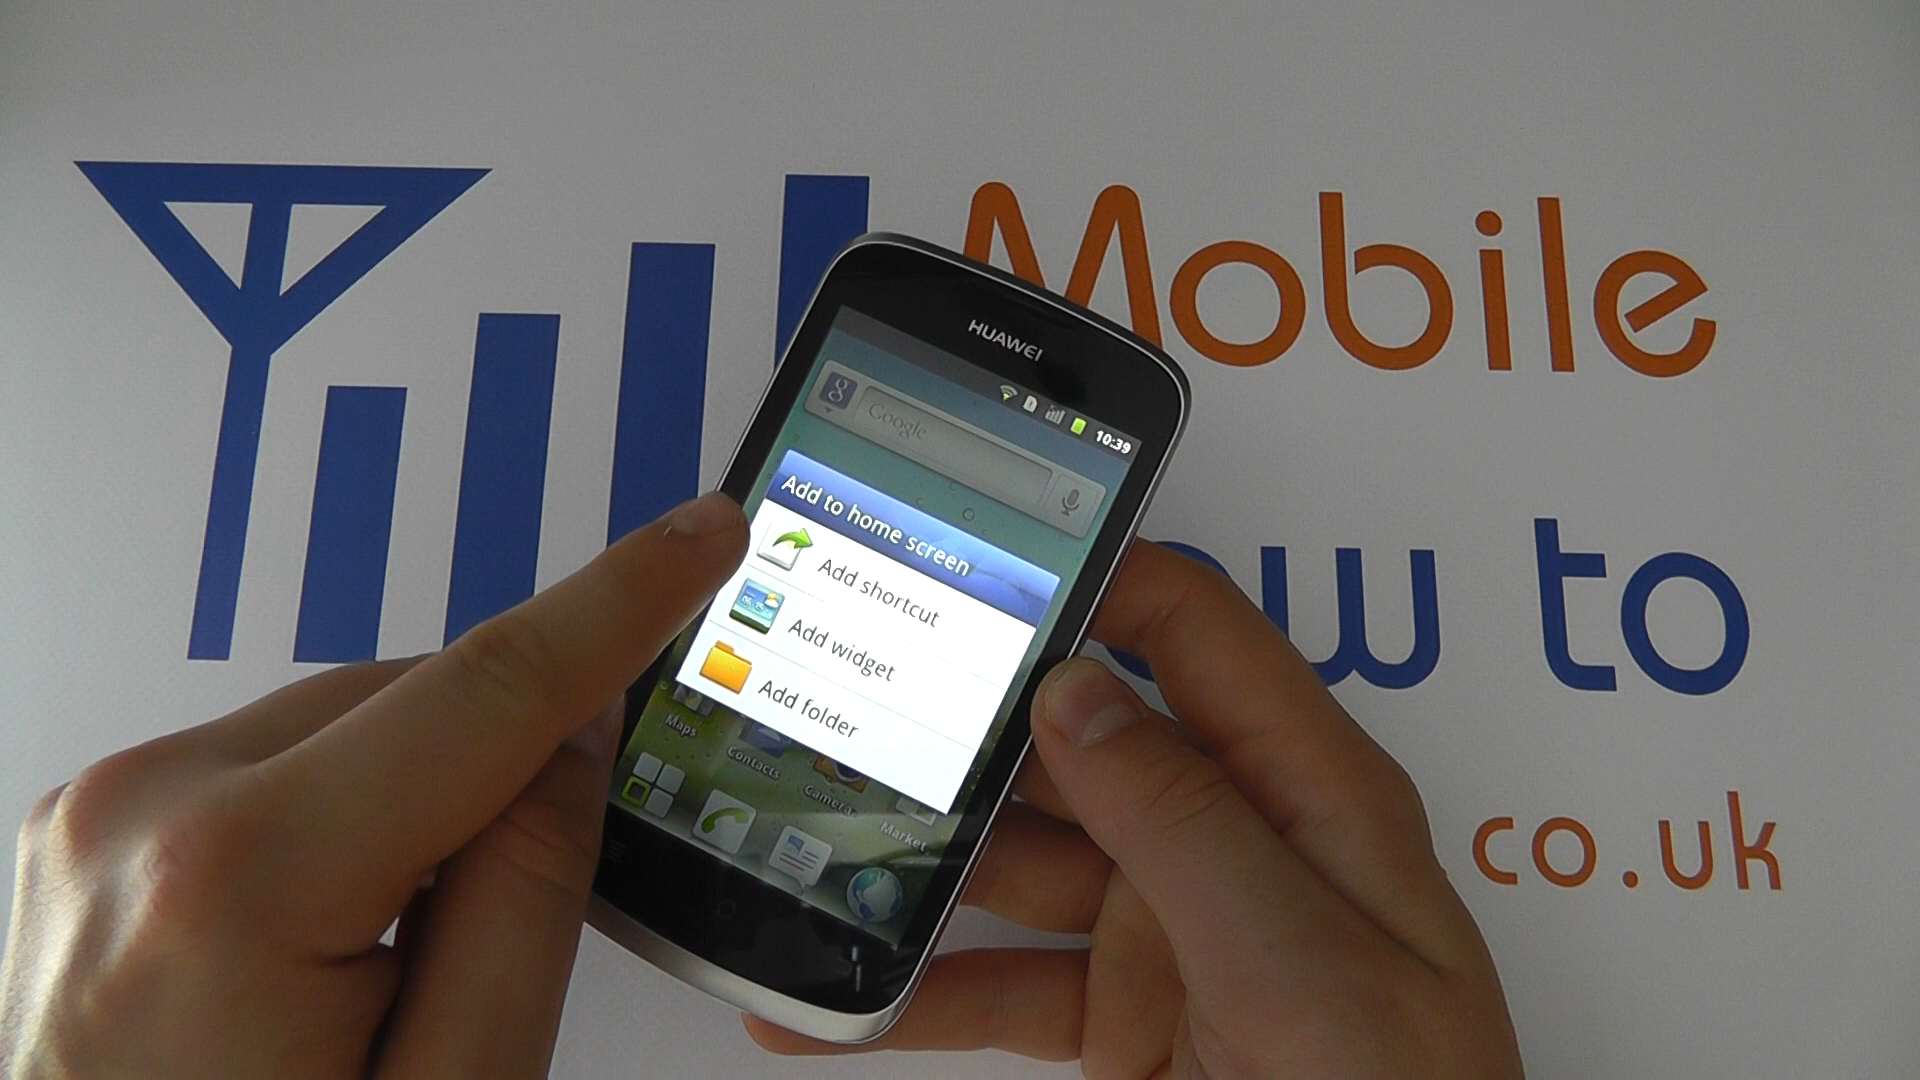 Mobile
ow to
.co.uk
HUAWEI
10:39
Google
Add to home screen
Add shortcut
Add widget
Add folder
Maps
Contacts
Camera
Market